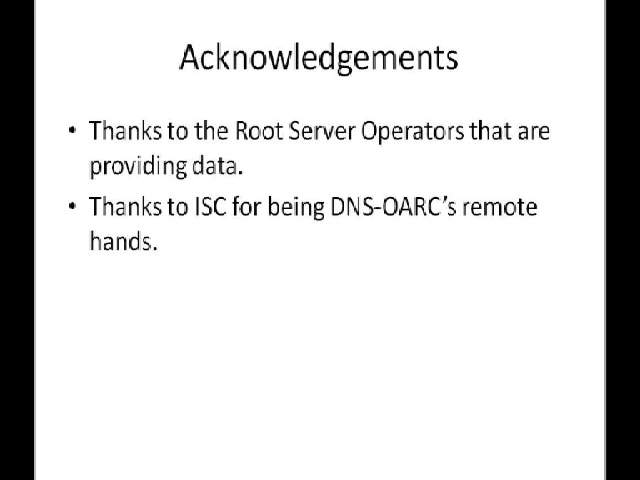 Acknowledgements
• Thanks to the Root Server Operators that are
providing data.
• Thanks to ISC for being DNS-OARC’s remote
hands.